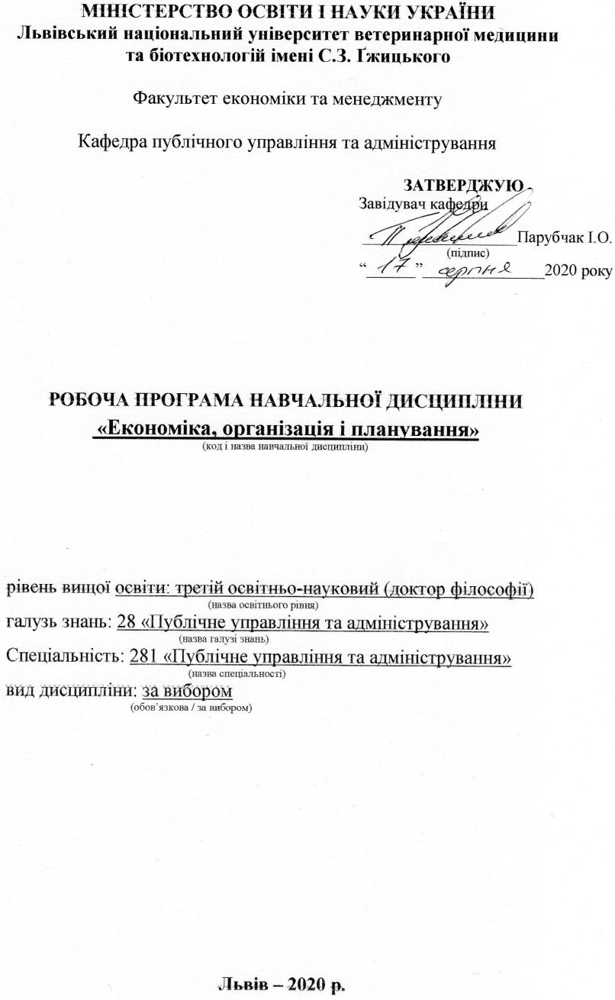 МІНІСТЕРСТВО ОСВІТИ І НАУКИ УКРАЇНИ
Львівський національний університет ветеринарної медицини
та біотехнологій імені С.З. Ґжицького
Факультет економіки та менеджменту
Кафедра публічного управління та адміністрування
ЗАТВЕРДЖУЮ
Завідувач кафедри
____________________Парубчак І.О.
(підпис)
“ 17 ” серпня 2020 року
РОБОЧА ПРОГРАМА НАВЧАЛЬНОЇ ДИСЦИПЛІНИ
«Економіка, організація і планування»
(код і назва навчальної дисципліни)
рівень вищої освіти: третій освітньо-науковий (доктор філософії)
(назва освітнього рівня)
галузь знань: 28 «Публічне управління та адміністрування»
(назва галузі знань)
Спеціальність: 281 «Публічне управління та адміністрування»
(назва спеціальності)
вид дисципліни: за вибором
(обов’язкова / за вибором)
Львів – 2020 р.